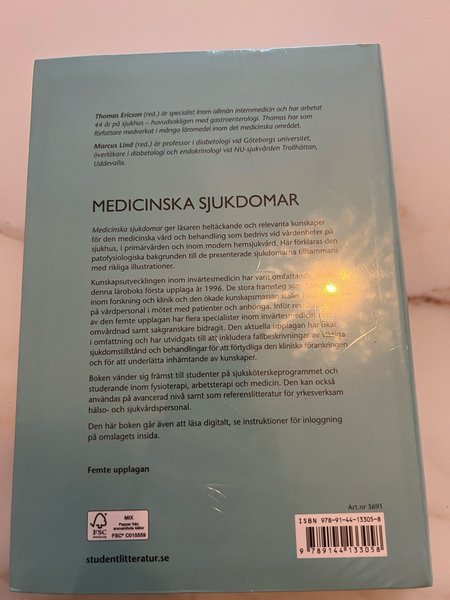 Thomas Ericson (red.) är specialist inom allmän internmedicin och har arbetat
44 år på sjukhus – huvudsakligen med gastroenterologi. Thomas har som
författare medverkat i många läromedel inom det medicinska området.
Marcus Lind (red.) är professor i diabetologi vid Göteborgs universitet,
överläkare i diabetologi och endokrinologi vid NU-sjukvården Trollhättan,
Uddevalla.
MEDICINSKA SJUKDOMAR
Medicinska sjukdomar ger läsaren heltäckande och relevanta kunskaper
för den medicinska vård och behandling som bedrivs vid vårdenheter på
sjukhus, i primärvården och inom modern hemsjukvård. Här förklaras den
patofysiologiska bakgrunden till de presenterade sjukdomarna tillsammans
med rikliga illustrationer.
Kunskapsutvecklingen inom invärtesmedicin har varit omfattande
denna läroboks första upplaga år 1996. De stora framsteg som
inom forskning och klinik och den ökade kunskapsmassan ställer
på vårdpersonal i mötet med patienter och anhöriga. Inför
av den femte upplagan har flera specialister inom invärtesmedicin
omvårdnad samt sakgranskare bidragit. Den aktuella upplagan har ökat
i omfattning och har utvidgats till att inkludera fallbeskrivningar av
sjukdomstillstånd och behandlingar för att förtydliga den kliniska förankringen
och för att underlätta inhämtande av kunskaper.
Boken vänder sig främst till studenter på sjuksköterskeprogrammet och
studerande inom fysioterapi, arbetsterapi och medicin. Den kan också
användas på avancerad nivå samt som referenslitteratur för yrkesverksam
hälso- och sjukvårdspersonal.
Den här boken går även att läsa digitalt, se instruktioner för inloggning
på omslagets insida.
Femte upplagan
Art.nr 3691
ISBN 978-91-44-13305-8
9 789144 133058
FSC
www.fsc.org
MIX
Papper från
ansvarsfulla källor
FSC® C015559
studentlitteratur.se